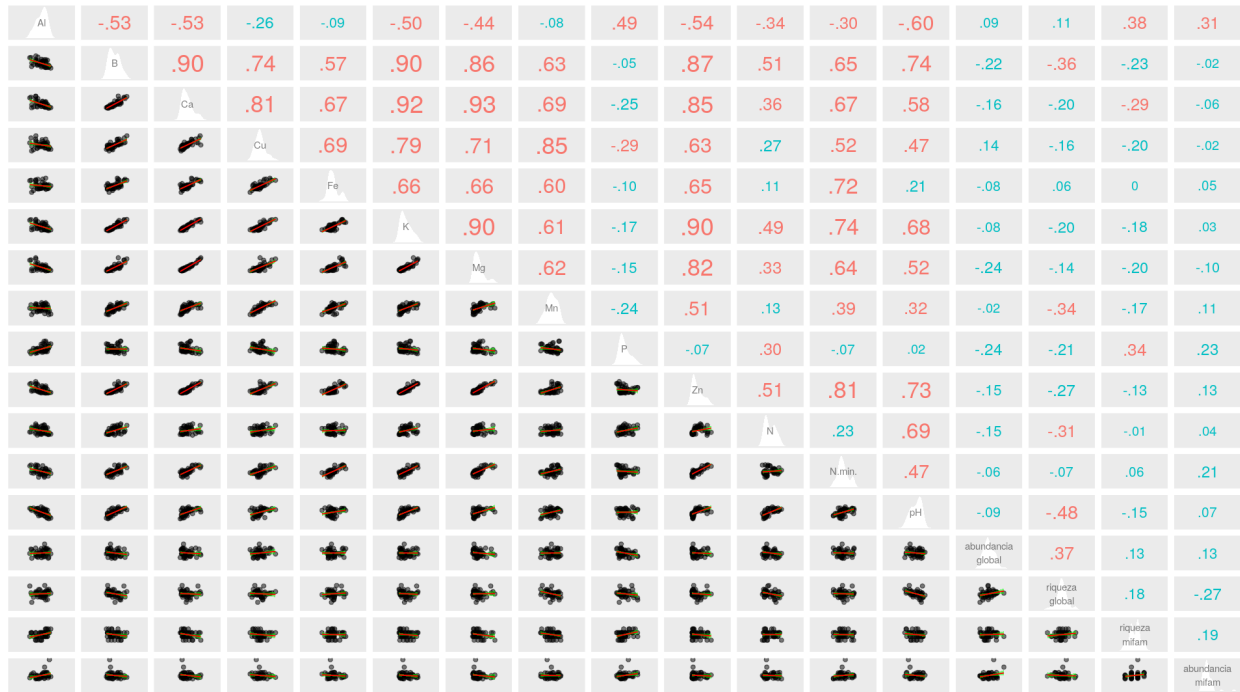 Al -.53 -.53 -.26 -.09 -.50 -.44 -.08 .49 -.54 -.34 -.30 -.60 .09 .11 .38 .31
B .90 .74 .57 .90 .86 .63 -.05 .87 .51 .65 .74 -.22 -.36 -.23 -.02
Ca .81 .67 .92 .93 .69 -.25 .85 .36 .67 .58 -.16 -.20 -.29 -.06
Cu .69 .79 .71 .85 -.29 .63 .27 .52 .47 .14 -.16 -.20 -.02
Fe .66 .66 .60 -.10 .65 .11 .72 .21 -.08 .06 0 .05
K .90 .61 -.17 .90 .49 .74 .68 -.08 -.20 -.18 .03
Mg .62 -.15 .82 .33 .64 .52 -.24 -.14 -.20 -.10
Mn -.24 .51 .13 .39 .32 -.02 -.34 -.17 .11
P -.07 .30 -.07 .02 -.24 -.21 .34 .23
Zn .51 .81 .73 -.15 -.27 -.13 .13
N .23 .69 -.15 -.31 -.01 .04
N.min. .47 -.06 -.07 .06 .21
pH -.09 -.48 -.15 .07
abundancia
global .37 .13 .13
riqueza
global .18 -.27
riqueza
mifam .19
abundancia
mifam